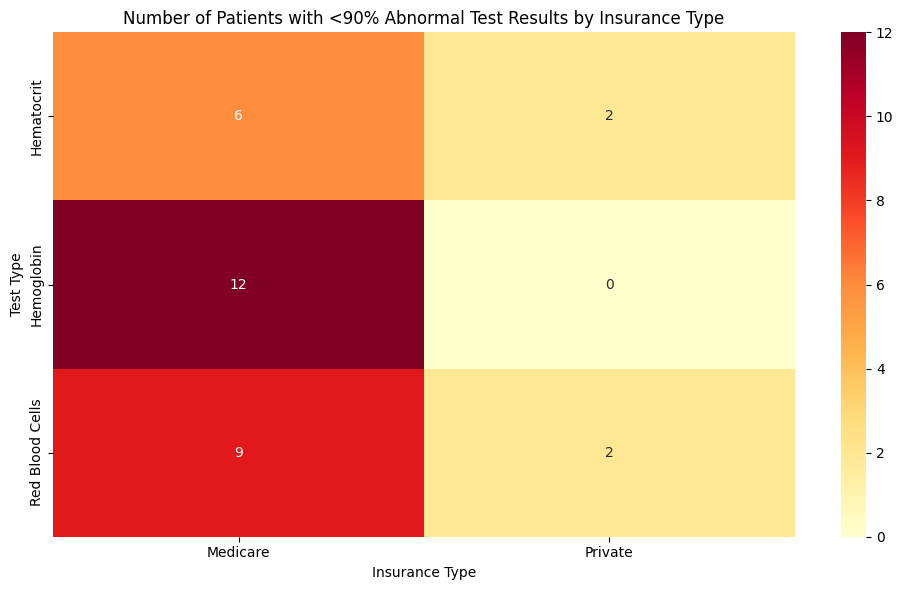 Number of Patients with <90% Abnormal Test Results by Insurance Type
Test Type
Hematocrit
6
2
Hemoglobin
12
0
Red Blood Cells
9
2
Medicare
Private
Insurance Type
12
10
8
6
4
2
0